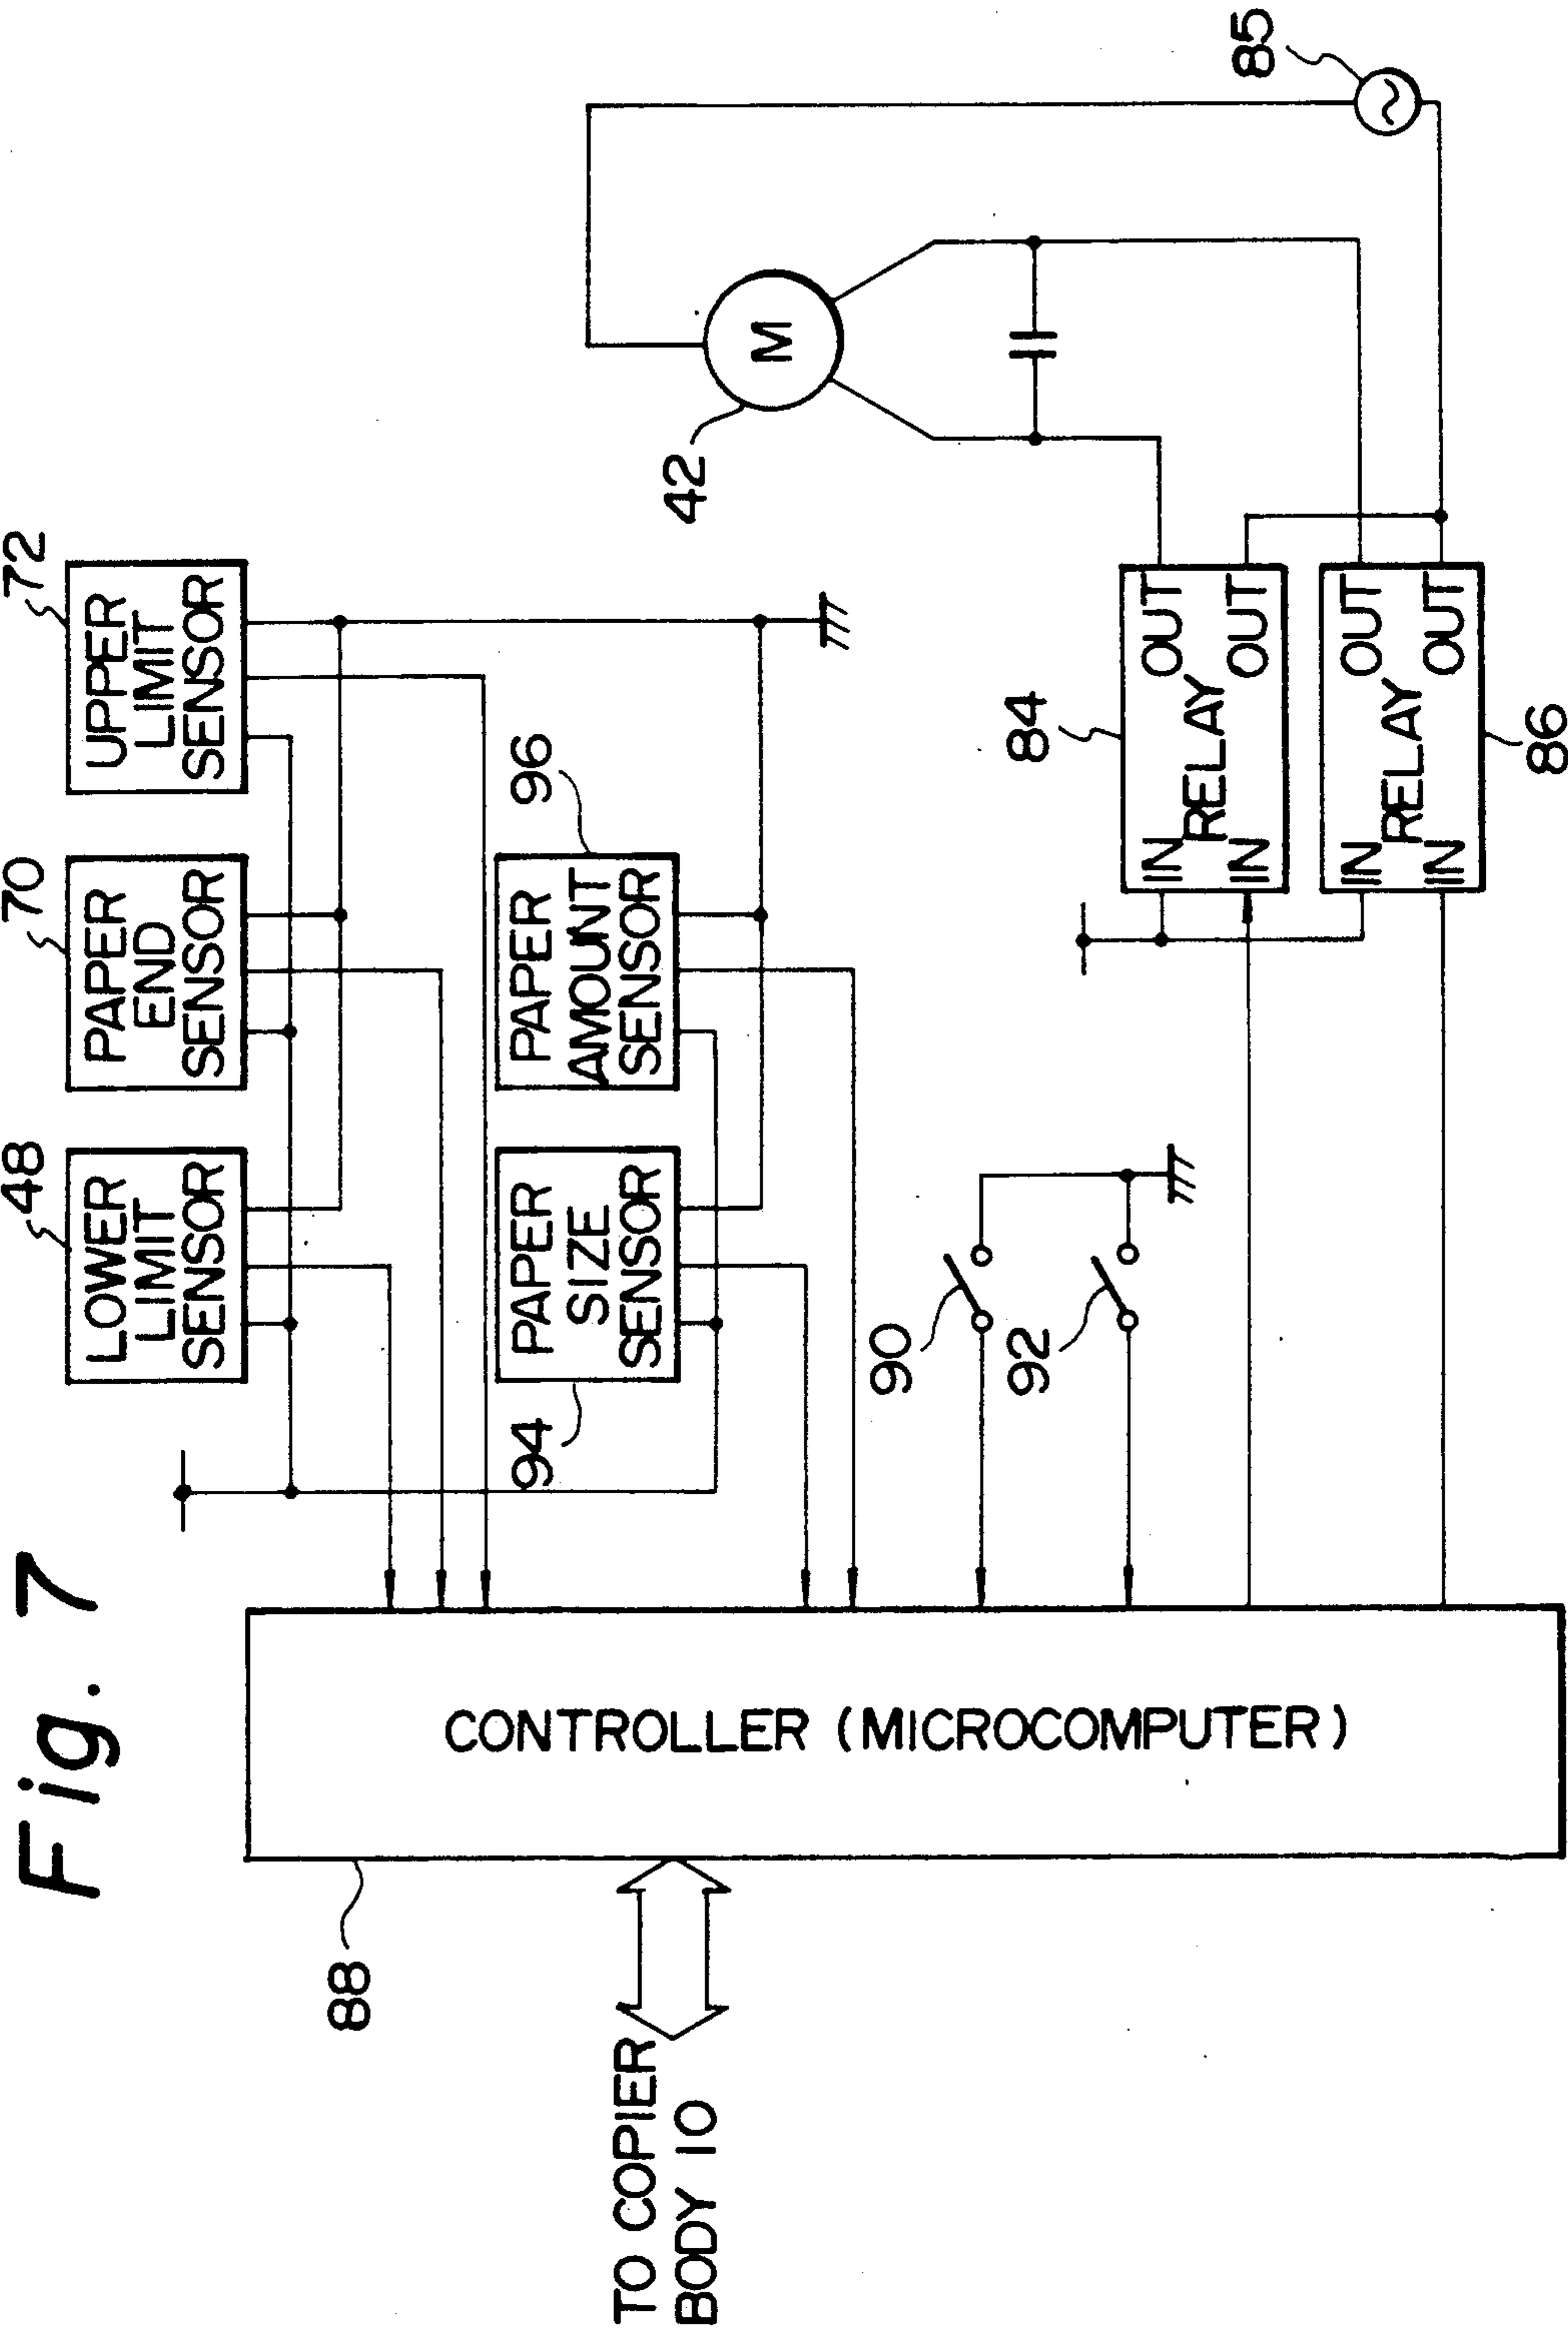 Fig. 7
88
CONTROLLER (MICROCOMPUTER)
TO COPIER
BODY 10
48
LOWER
LIMIT
SENSOR
70
PAPER
END
SENSOR
72
UPPER
LIMIT
SENSOR
94
PAPER
SIZE
SENSOR
96
PAPER
AMOUNT
SENSOR
90
92
42
M
84
IN OUT
RELAY
IN OUT
IN OUT
RELAY
IN OUT
86
85